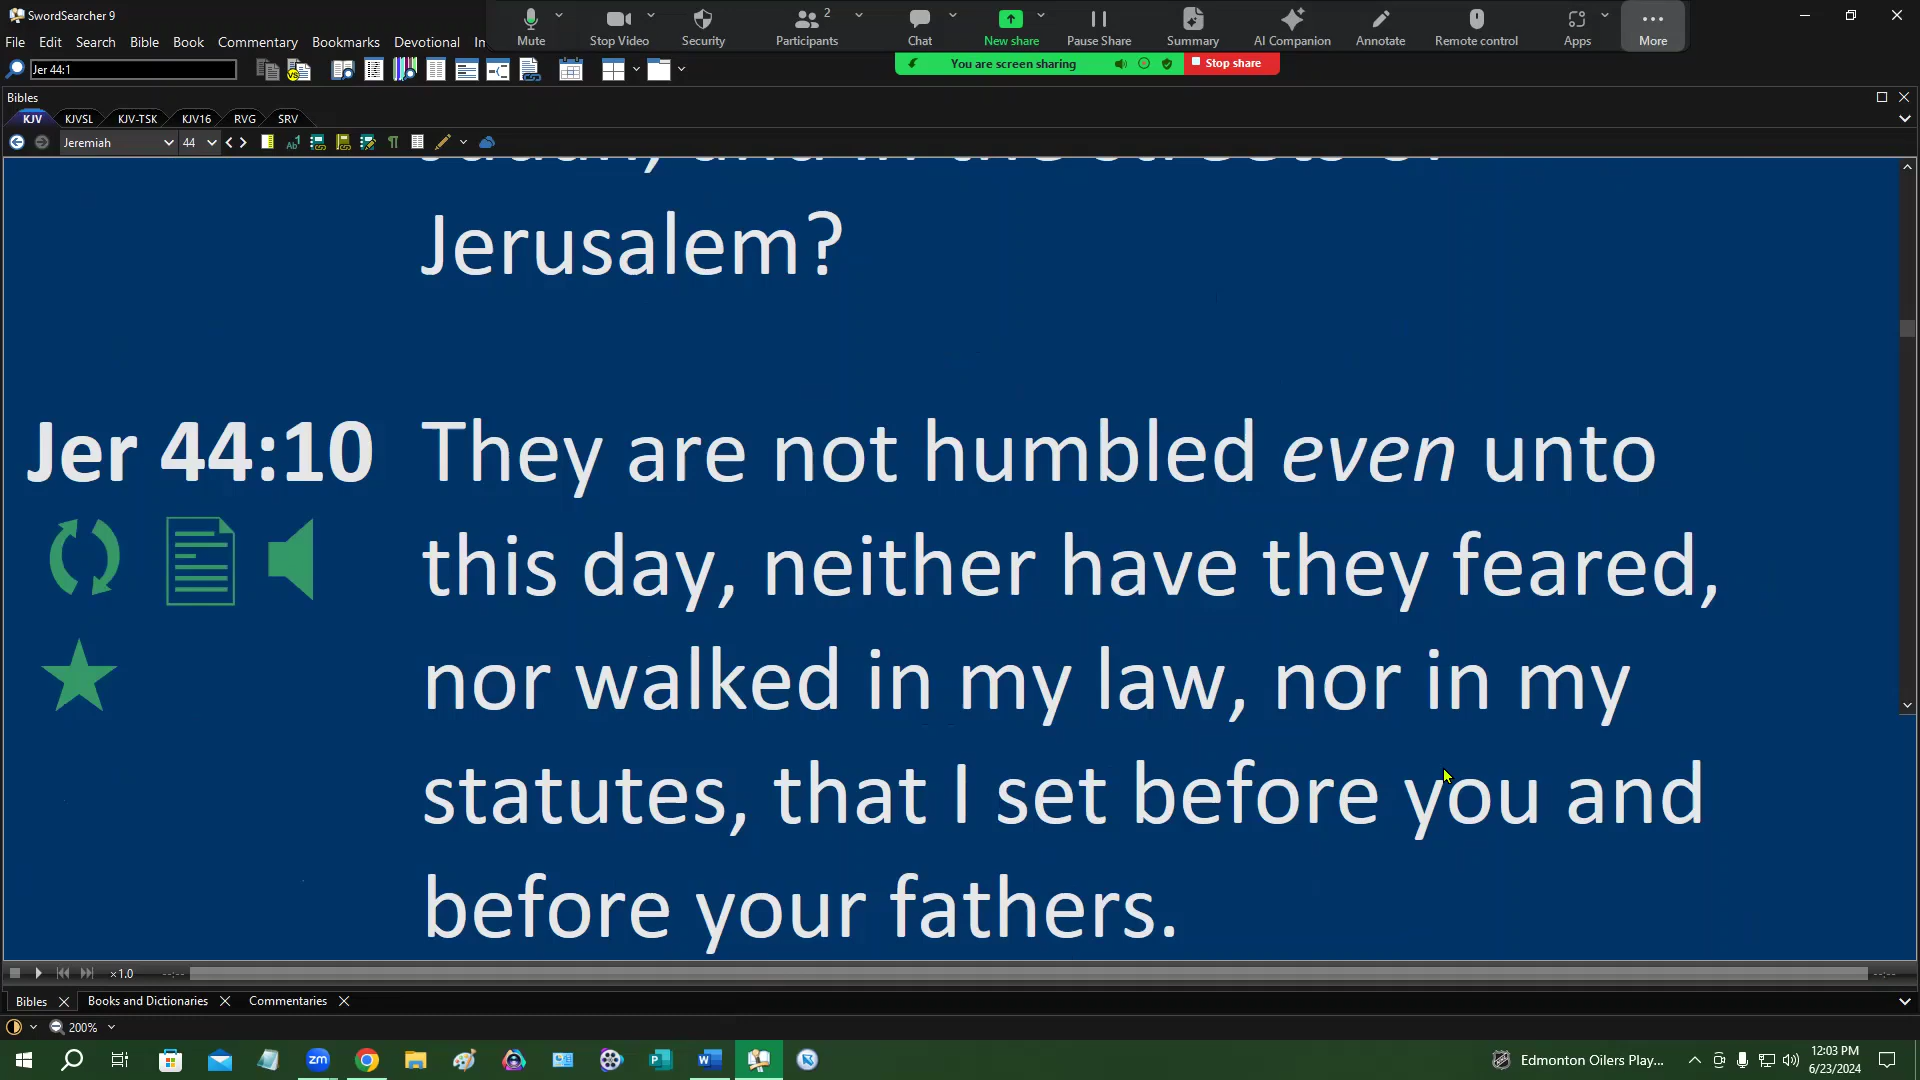 SwordSearcher 9
Mute
Stop Video
Security
Participants
2
Chat
New share
Pause Share
Summary
AI Companion
Annotate
Remote control
Apps
More
File Edit Search Bible Book Commentary Bookmarks Devotional
You are screen sharing
Stop share
Jer 44:1
Bibles
KJV KJVSL KJV-TSK KJV16 RVG SRV
Jeremiah 44
Jerusalem?
Jer 44:10 They are not humbled even unto
this day, neither have they feared,
nor walked in my law, nor in my
statutes, that I set before you and
before your fathers.
×1.0
Bibles Books and Dictionaries Commentaries
200%
Edmonton Oilers Play...
12:03 PM
6/23/2024